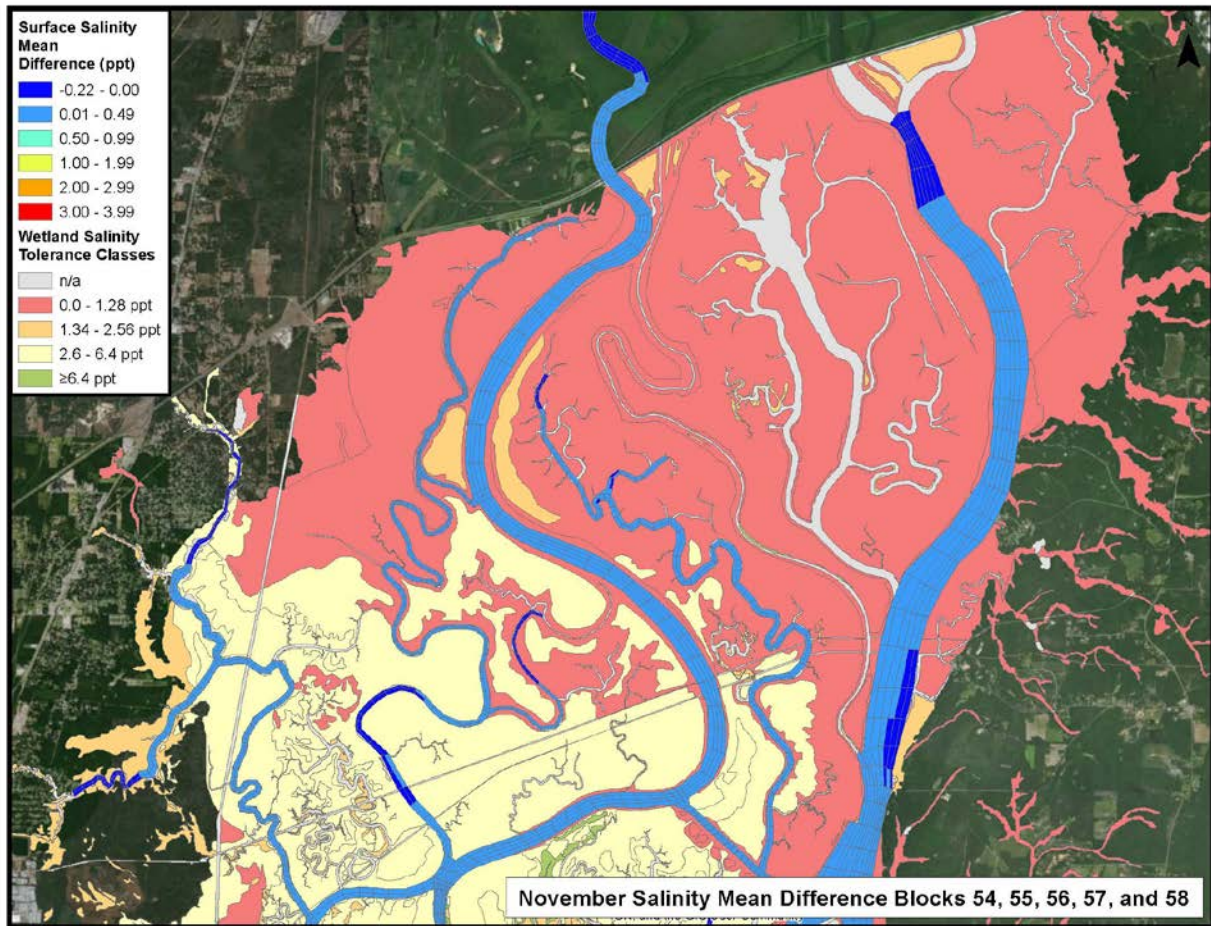 Surface Salinity
Mean
Difference (ppt)
-0.22 - 0.00
0.01 - 0.49
0.50 - 0.99
1.00 - 1.99
2.00 - 2.99
3.00 - 3.99
Wetland Salinity
Tolerance Classes
n/a
0.0 - 1.28 ppt
1.34 - 2.56 ppt
2.6 - 6.4 ppt
≥6.4 ppt
November Salinity Mean Difference Blocks 54, 55, 56, 57, and 58